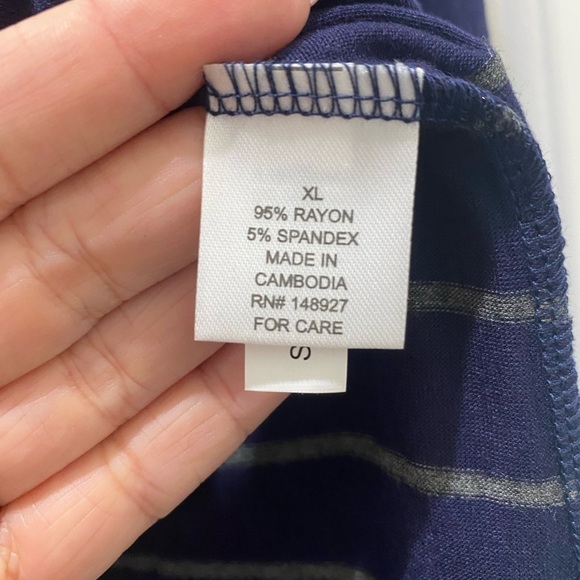 XL
95% RAYON
5% SPANDEX
MADE IN
CAMBODIA
RN# 148927
FOR CARE
S